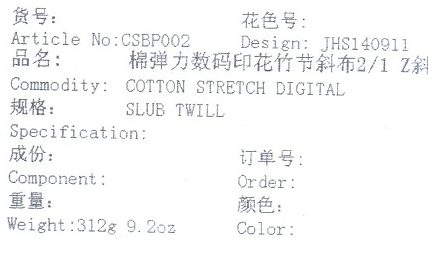 货号: 花色号:
Article No:CSBP002 Design: JHS140911
品名: 棉弹力数码印花竹节斜布2/1 Z斜
Commodity: COTTON STRETCH DIGITAL
规格: SLUB TWILL
Specification:
成份: 订单号:
Component: Order:
重量: 颜色:
Weight:312g 9.2oz Color: